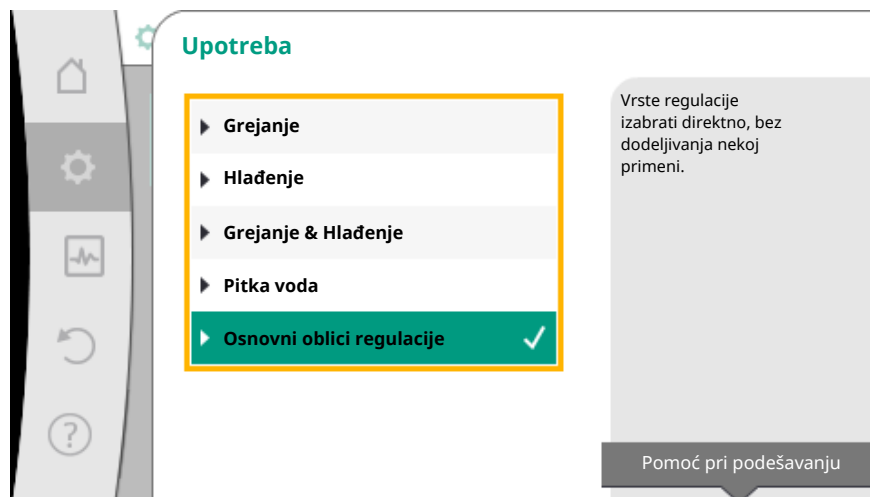 Upotreba
Grejanje
Hlađenje
Grejanje & Hlađenje
Pitka voda
Osnovni oblici regulacije
Vrste regulacije
izabrati direktno, bez
dodeljivanja nekoj
primeni.
Pomoć pri podešavanju